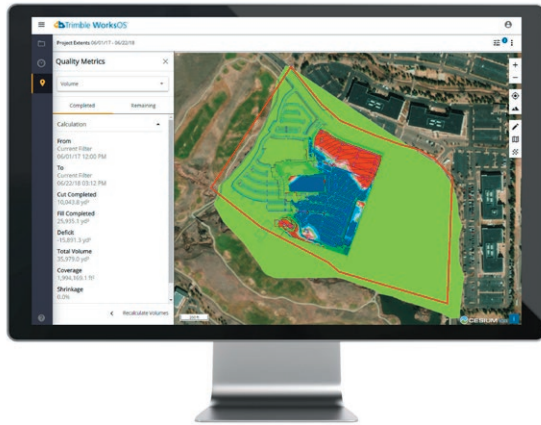 Trimble WorksOS
Project Extents 06/01/17 - 06/22/18
Quality Metrics
Volume
Completed Remaining
Calculation
From
Current Filter
06/01/17 12:00 PM
To
Current Filter
06/22/18 03:12 PM
Cut Completed
10,043.8 yd³
Fill Completed
25,935.1 yd³
Deficit
-15,891.3 yd³
Total Volume
35,979.0 yd³
Coverage
Shrinkage
0.0%
Recalculate Volumes
CESIUM